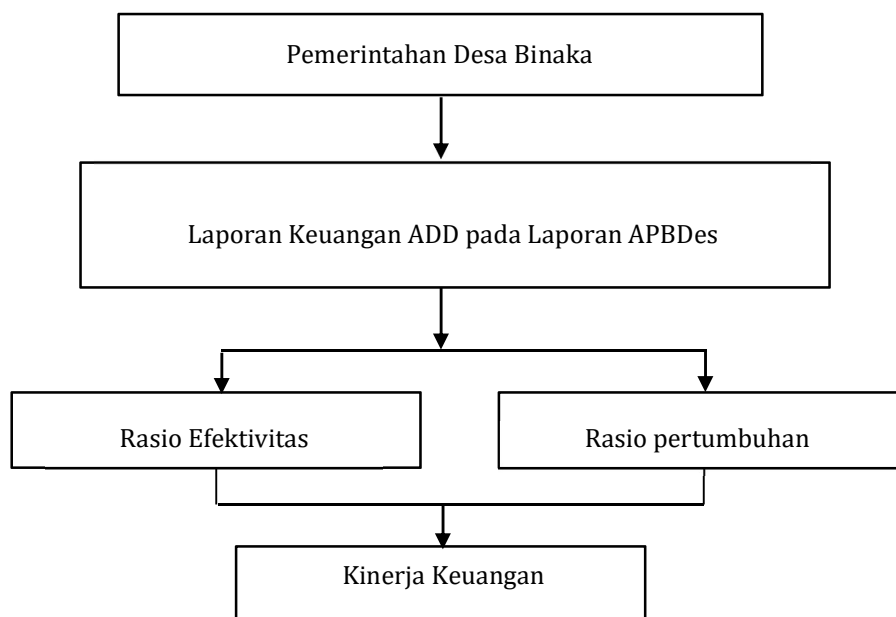 Pemerintahan Desa Binaka
Laporan Keuangan ADD pada Laporan APBDes
Rasio Efektivitas
Rasio pertumbuhan
Kinerja Keuangan